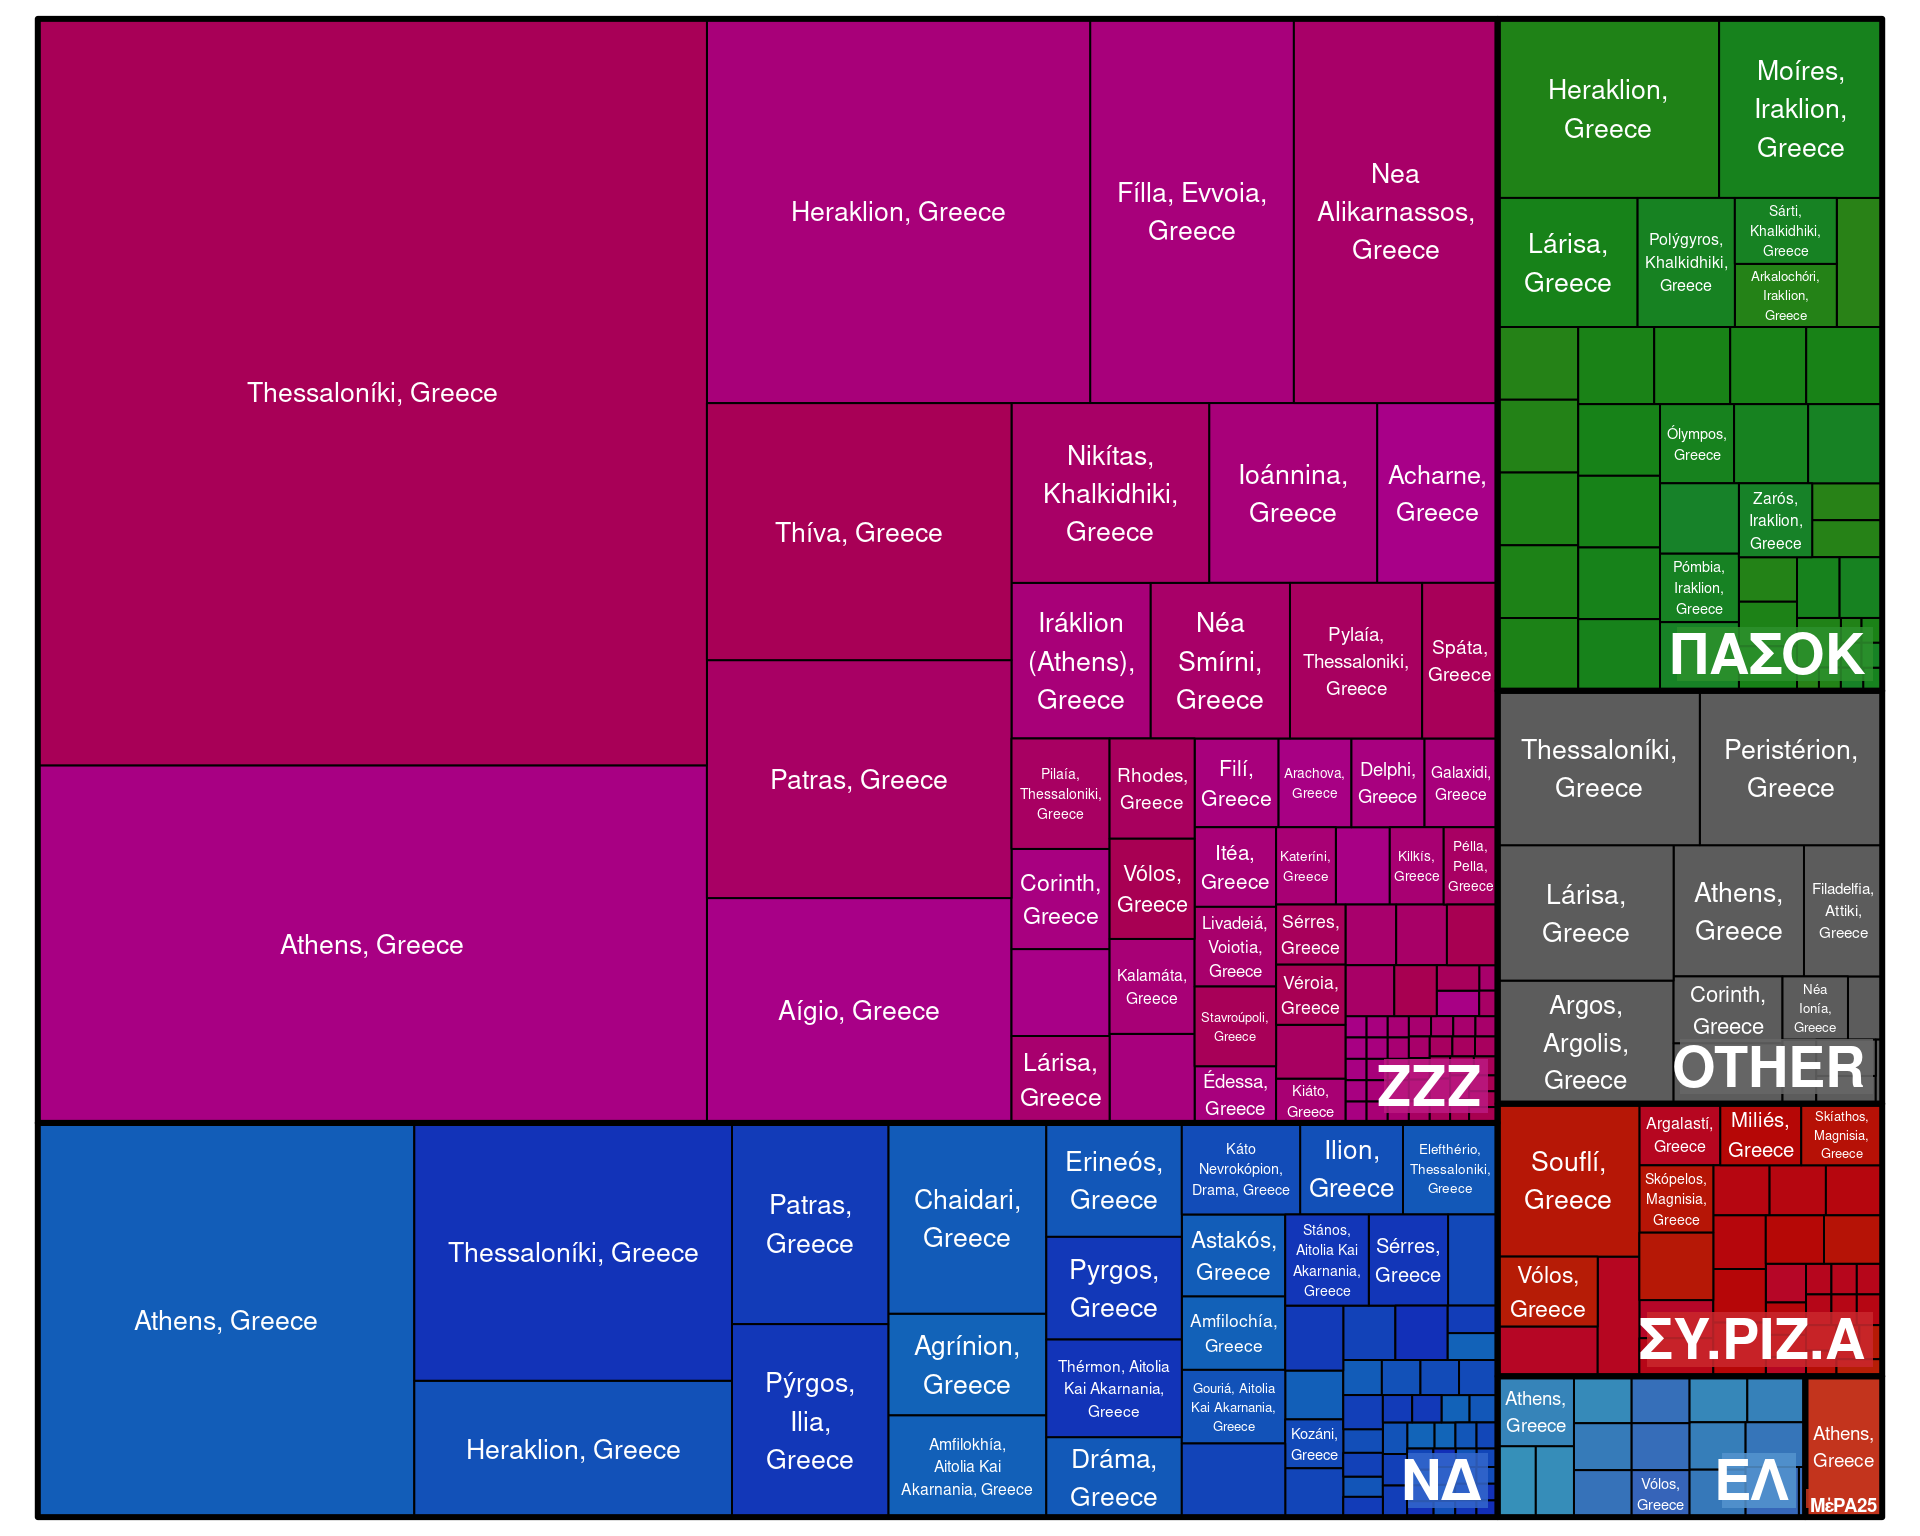 Thessaloníki, Greece
Athens, Greece
Heraklion, Greece
Fílla, Evvoia,
Greece
Nea
Alikarnassos,
Greece
Thíva, Greece
Patras, Greece
Aígio, Greece
Nikítas,
Khalkidhiki,
Greece
Ioánnina,
Greece
Acharne,
Greece
Iráklion
(Athens),
Greece
Néa
Smírni,
Greece
Pylaía,
Thessaloniki,
Greece
Spáta,
Greece
Pilaía,
Thessaloniki,
Greece
Corinth,
Greece
Lárisa,
Greece
Rhodes,
Greece
Vólos,
Greece
Kalamáta,
Greece
Filí,
Greece
Arachova,
Greece
Delphi,
Greece
Galaxidi,
Greece
Itéa,
Greece
Kateríni,
Greece
Kilkís,
Greece
Pélla,
Pella,
Greece
Livadeiá,
Voiotia,
Greece
Sérres,
Greece
Stavroúpoli,
Greece
Véroia,
Greece
Édessa,
Greece
Kiáto,
Greece
ZZZ
Athens, Greece
Thessaloníki, Greece
Heraklion, Greece
Patras,
Greece
Pýrgos,
Ilia,
Greece
Chaidari,
Greece
Agrínion,
Greece
Amfilokhía,
Aitolia Kai
Akarnania, Greece
Erineós,
Greece
Pyrgos,
Greece
Thérmon, Aitolia
Kai Akarnania,
Greece
Dráma,
Greece
Káto
Nevrokópion,
Drama, Greece
Ilion,
Greece
Elefthério,
Thessaloniki,
Greece
Astakós,
Greece
Stános,
Aitolia Kai
Akarnania,
Greece
Sérres,
Greece
Amfilochía,
Greece
Gouriá, Aitolia
Kai Akarnania,
Greece
Kozáni,
Greece
ΝΔ
Heraklion,
Greece
Moíres,
Iraklion,
Greece
Lárisa,
Greece
Polýgyros,
Khalkidhiki,
Greece
Sárti,
Khalkidhiki,
Greece
Arkalochóri,
Iraklion,
Greece
Ólympos,
Greece
Zarós,
Iraklion,
Greece
Pómbia,
Iraklion,
Greece
ΠΑΣΟΚ
Thessaloníki,
Greece
Peristérion,
Greece
Lárisa,
Greece
Athens,
Greece
Filadelfia,
Attiki,
Greece
Argos,
Argolis,
Greece
Corinth,
Greece
Néa
Ionía,
Greece
OTHER
Souflí,
Greece
Argalastí,
Greece
Miliés,
Greece
Skíathos,
Magnisia,
Greece
Skópelos,
Magnisia,
Greece
Vólos,
Greece
ΣΥ.ΡΙΖ.Α
Athens,
Greece
Vólos,
Greece
ΕΛ
Athens,
Greece
ΜέΡΑ25